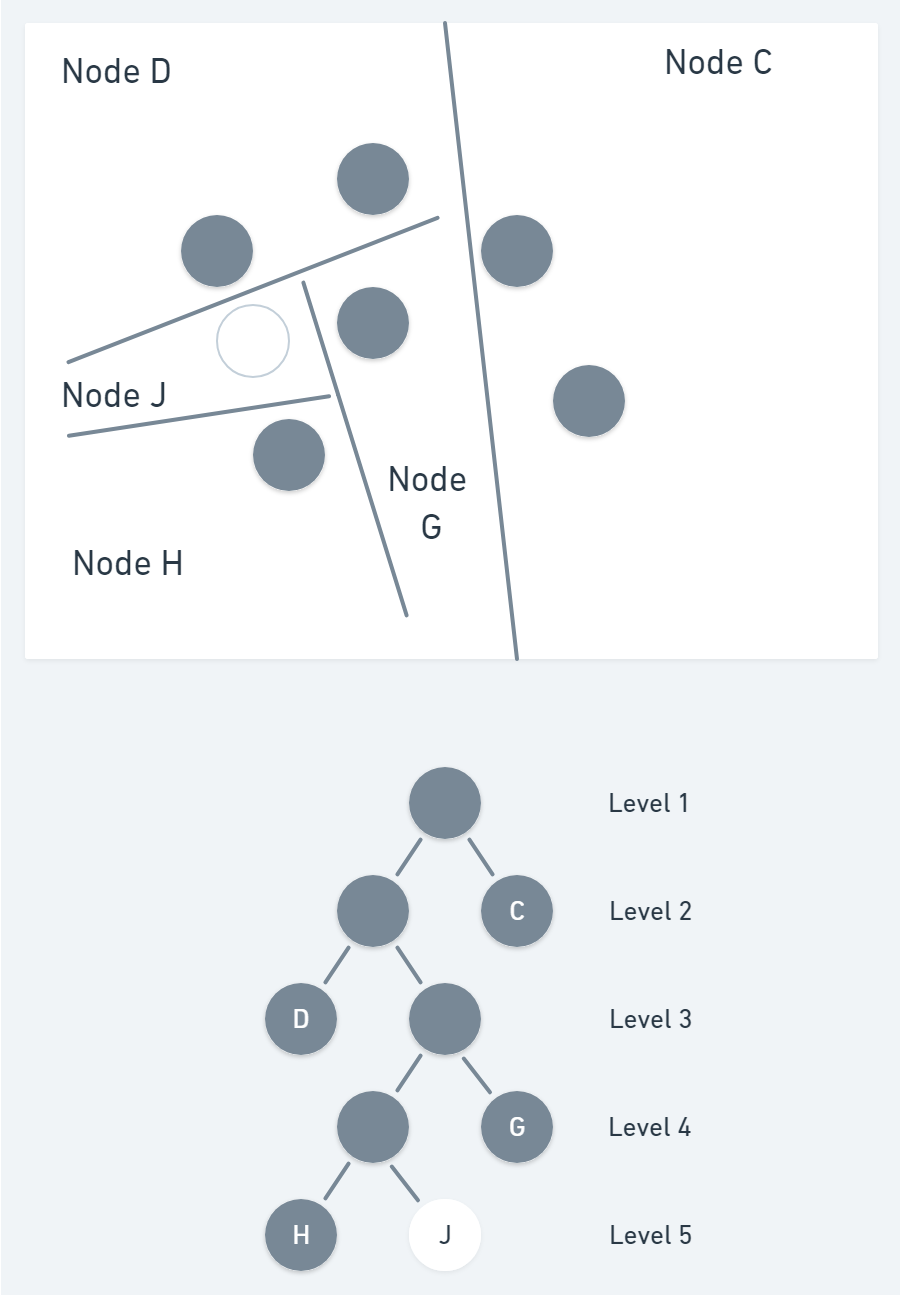 Node D
Node C
Node J
Node
G
Node H
Level 1
C
Level 2
D
Level 3
G
Level 4
H
J
Level 5